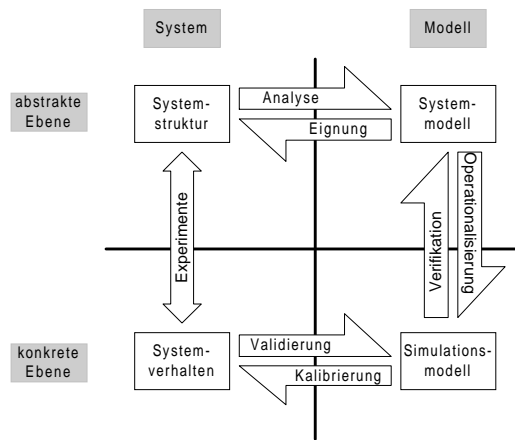 System
Modell
abstrakte
Ebene
System-
struktur
Analyse
Eignung
System-
modell
Experimente
Verifikation
Operationalisierung
konkrete
Ebene
System-
verhalten
Validierung
Kalibrierung
Simulations-
modell